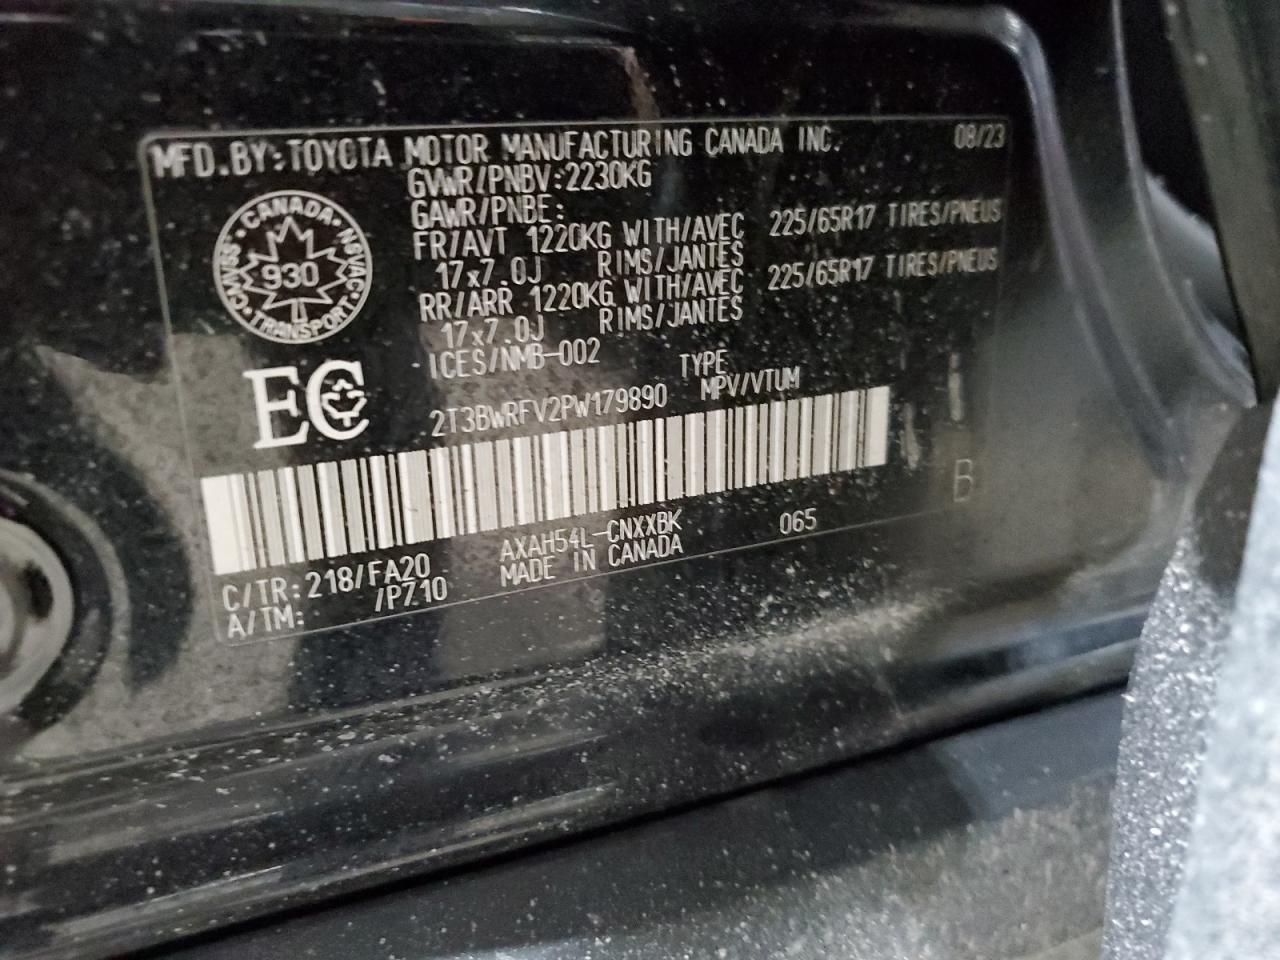 MFD.BY:TOYOTA MOTOR MANUFACTURING CANADA INC. 08/23
GVWR/PNBV:2230KG
GAWR/PNBE:
FR/AVT 1220KG WITH/AVEC 225/65R17 TIRES/PNEUS
17x7.0J RIMS/JANTES
RR/ARR 1220KG WITH/AVEC 225/65R17 TIRES/PNEUS
17x7.0J RIMS/JANTES
ICES/NMB-002
CANADA • NSVAC • TRANSPORT • CMVSS
930
EC
TYPE
2T3BWRFV2PW179890 MPV/VTUM
B
C/TR:218/FA20 AXAH54L-CNXXBK 065
A/TM: /P710 MADE IN CANADA